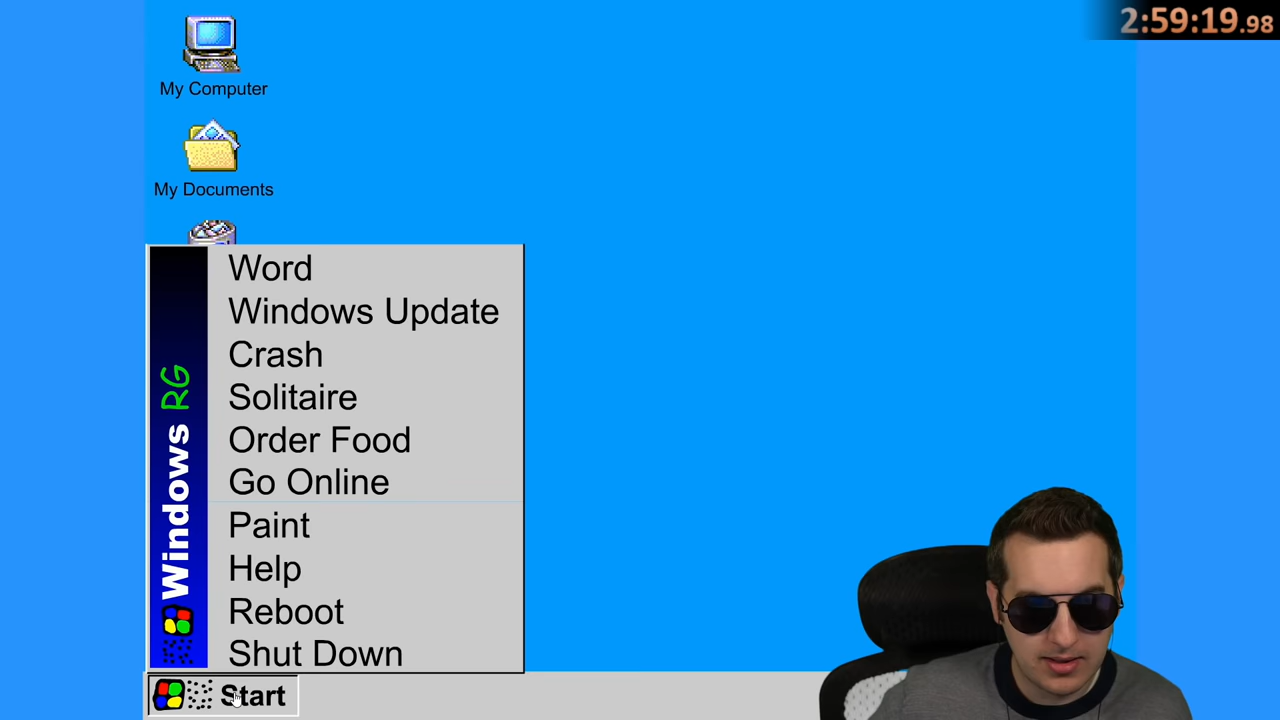 2:59:19.98
My Computer
My Documents
Word
Windows Update
Crash
Solitaire
Order Food
Go Online
Paint
Help
Reboot
Shut Down
Windows RG
Start